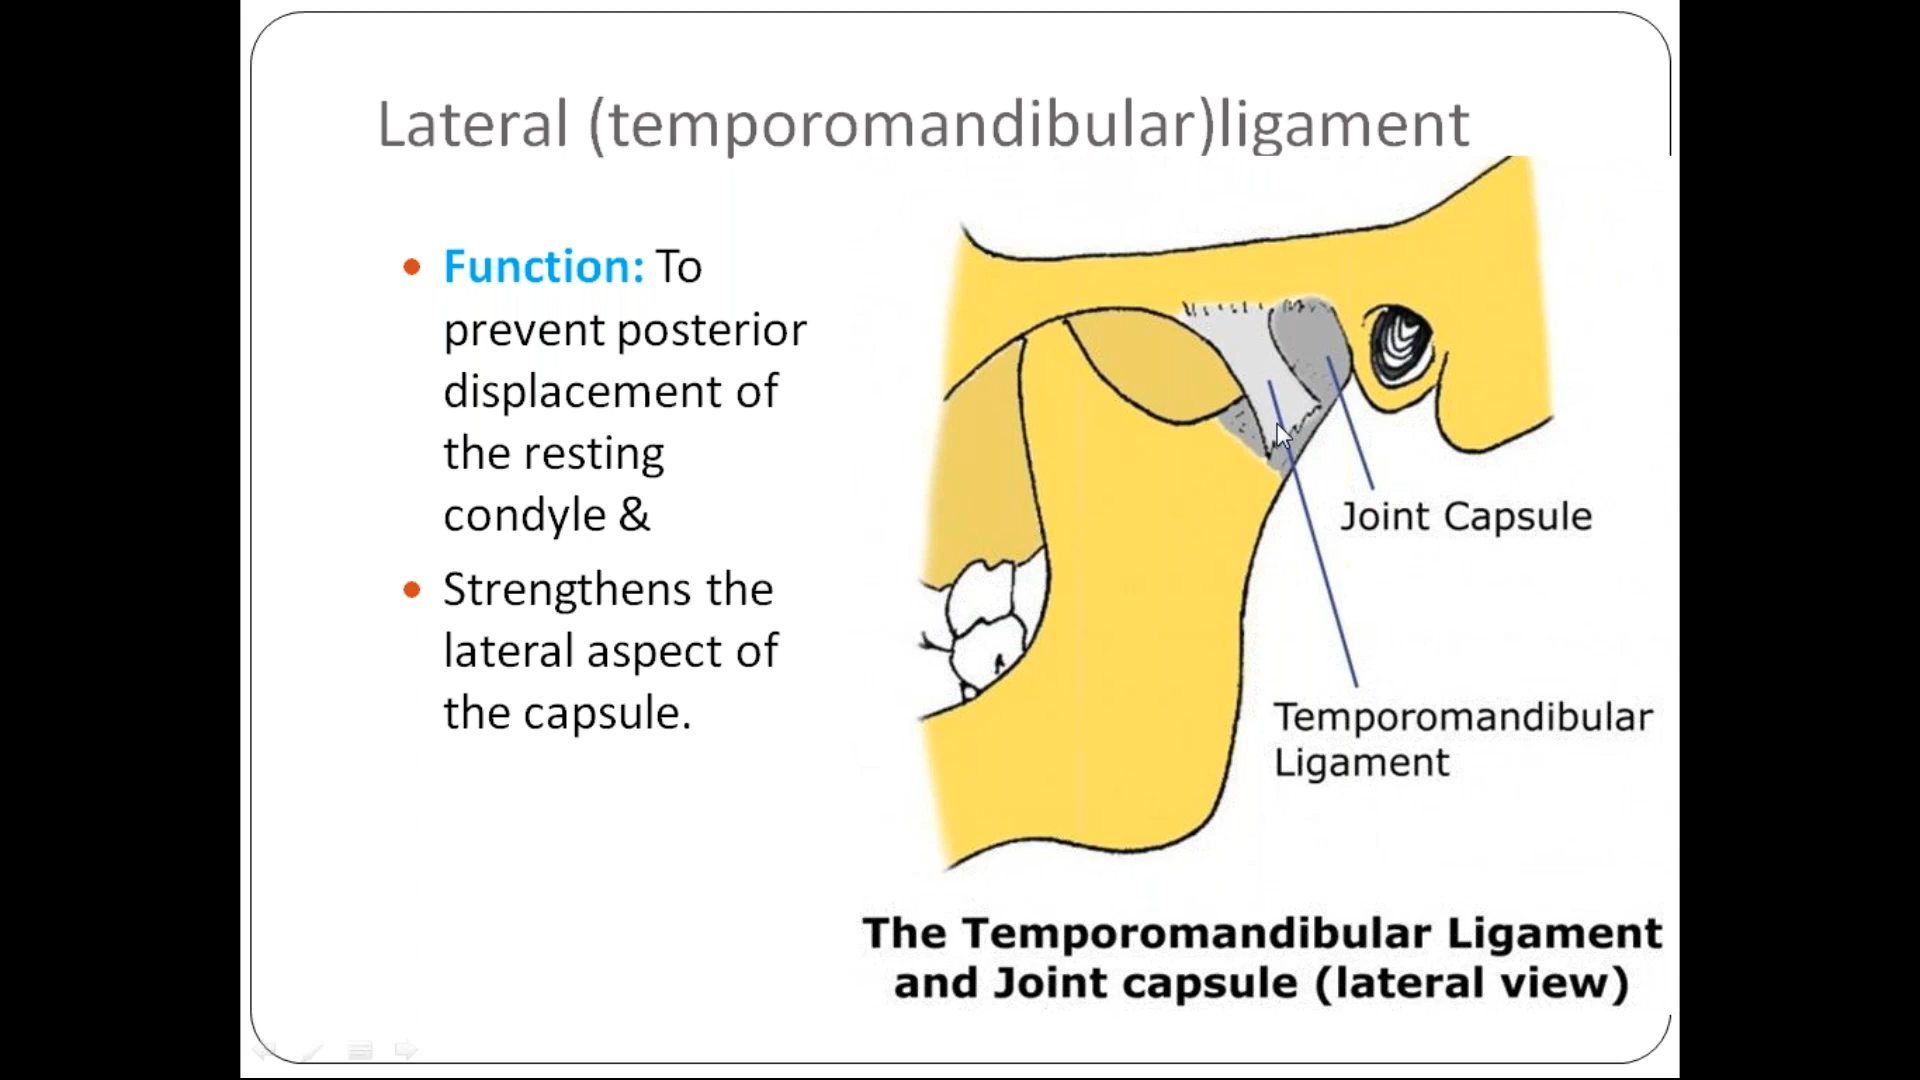 Lateral (temporomandibular)ligament
Function: To
prevent posterior
displacement of
the resting
condyle &
Strengthens the
lateral aspect of
the capsule.
Joint Capsule
Temporomandibular
Ligament
The Temporomandibular Ligament
and Joint capsule (lateral view)